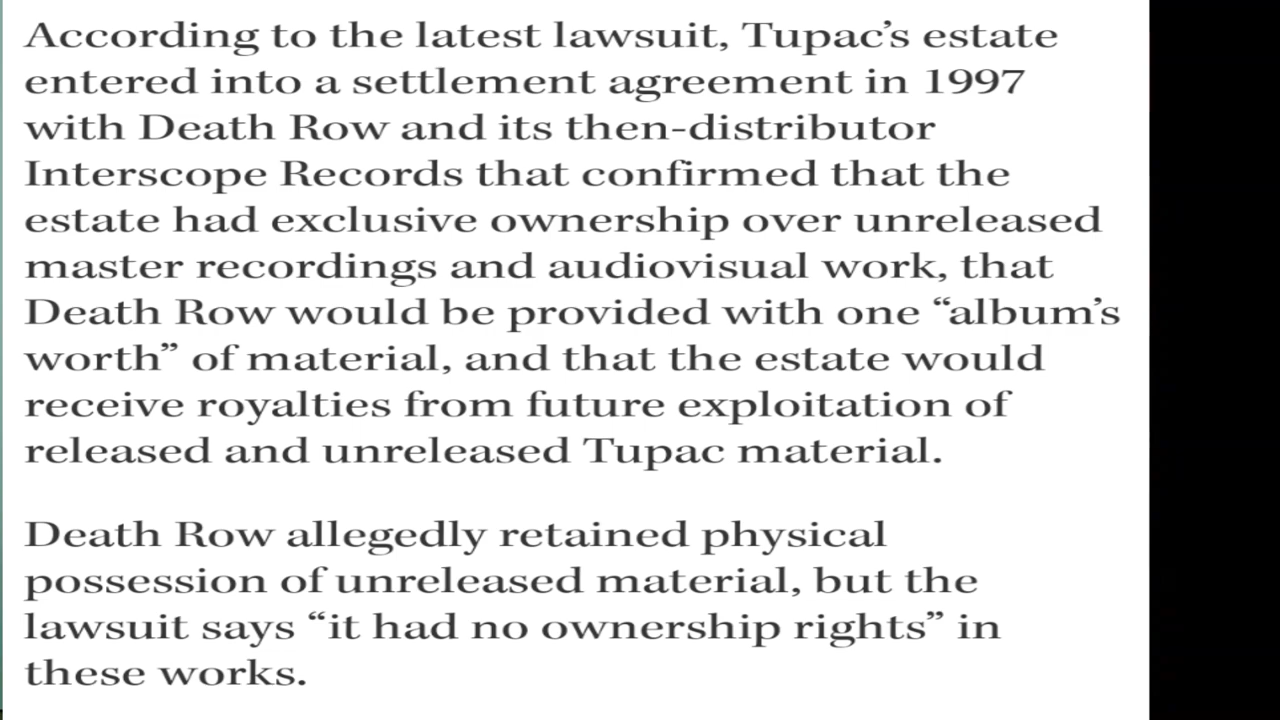 According to the latest lawsuit, Tupac’s estate
entered into a settlement agreement in 1997
with Death Row and its then-distributor
Interscope Records that confirmed that the
estate had exclusive ownership over unreleased
master recordings and audiovisual work, that
Death Row would be provided with one “album’s
worth” of material, and that the estate would
receive royalties from future exploitation of
released and unreleased Tupac material.
Death Row allegedly retained physical
possession of unreleased material, but the
lawsuit says “it had no ownership rights” in
these works.